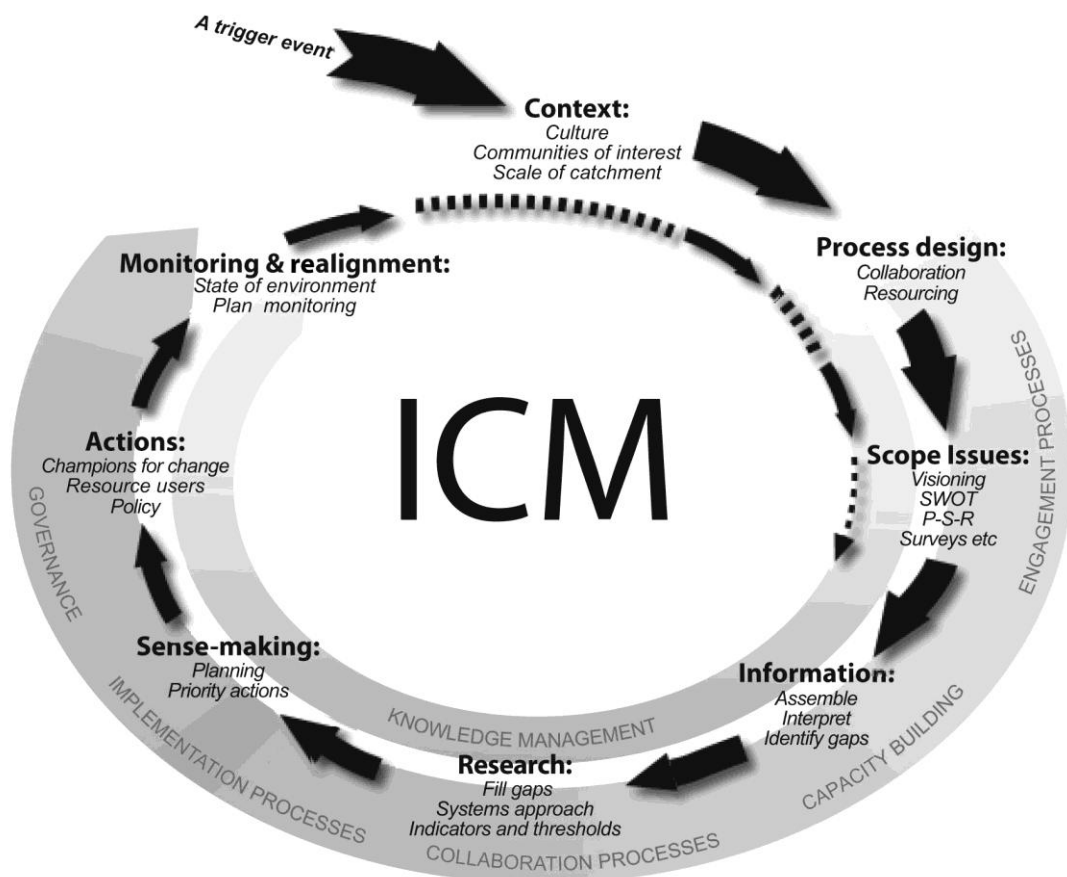 A trigger event
Context:
Culture
Communities of interest
Scale of catchment
Process design:
Collaboration
Resourcing
Scope Issues:
Visioning
SWOT
P-S-R
Surveys etc
Information:
Assemble
Interpret
Identify gaps
Research:
Fill gaps
Systems approach
Indicators and thresholds
Sense-making:
Planning
Priority actions
Actions:
Champions for change
Resource users
Policy
Monitoring & realignment:
State of environment
Plan monitoring
ICM
ENGAGEMENT PROCESSES
CAPACITY BUILDING
COLLABORATION PROCESSES
IMPLEMENTATION PROCESSES
GOVERNANCE
KNOWLEDGE MANAGEMENT